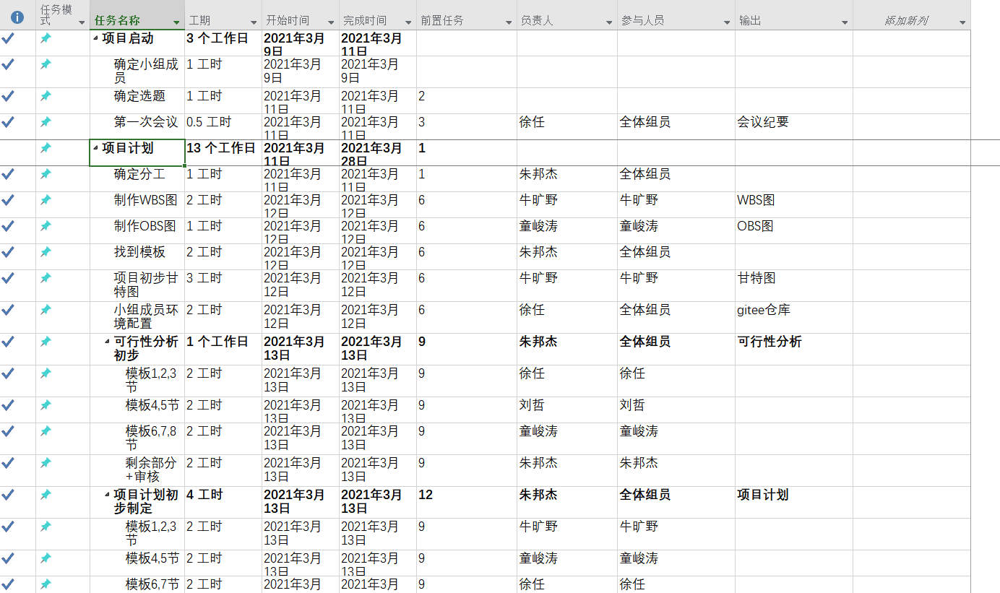 任务模式 任务名称 工期 开始时间 完成时间 前置任务 负责人 参与人员 输出 添加新列
项目启动 3 个工作日 2021年3月9日 2021年3月11日
确定小组成员 1 工时 2021年3月9日 2021年3月9日
确定选题 1 工时 2021年3月11日 2021年3月11日 2
第一次会议 0.5 工时 2021年3月11日 2021年3月11日 3 徐任 全体组员 会议纪要
项目计划 13 个工作日 2021年3月11日 2021年3月28日 1
确定分工 1 工时 2021年3月11日 2021年3月11日 1 朱邦杰 全体组员
制作WBS图 2 工时 2021年3月12日 2021年3月12日 6 牛旷野 牛旷野 WBS图
制作OBS图 1 工时 2021年3月12日 2021年3月12日 6 童峻涛 童峻涛 OBS图
找到模板 2 工时 2021年3月12日 2021年3月12日 6 朱邦杰 全体组员
项目初步甘特图 3 工时 2021年3月12日 2021年3月12日 6 牛旷野 牛旷野 甘特图
小组成员环境配置 2 工时 2021年3月12日 2021年3月12日 6 徐任 全体组员 gitee仓库
可行性分析初步 1 个工作日 2021年3月13日 2021年3月13日 9 朱邦杰 全体组员 可行性分析
模板1,2,3节 2 工时 2021年3月13日 2021年3月13日 9 徐任 徐任
模板4,5节 2 工时 2021年3月13日 2021年3月13日 9 刘哲 刘哲
模板6,7,8节 2 工时 2021年3月13日 2021年3月13日 9 童峻涛 童峻涛
剩余部分+审核 2 工时 2021年3月13日 2021年3月13日 9 朱邦杰 朱邦杰
项目计划初步制定 4 工时 2021年3月13日 2021年3月13日 12 朱邦杰 全体组员 项目计划
模板1,2,3节 2 工时 2021年3月13日 2021年3月13日 9 牛旷野 牛旷野
模板4,5节 2 工时 2021年3月13日 2021年3月13日 9 童峻涛 童峻涛
模板6,7节 2 工时 2021年3月 2021年3月 9 徐任 徐任